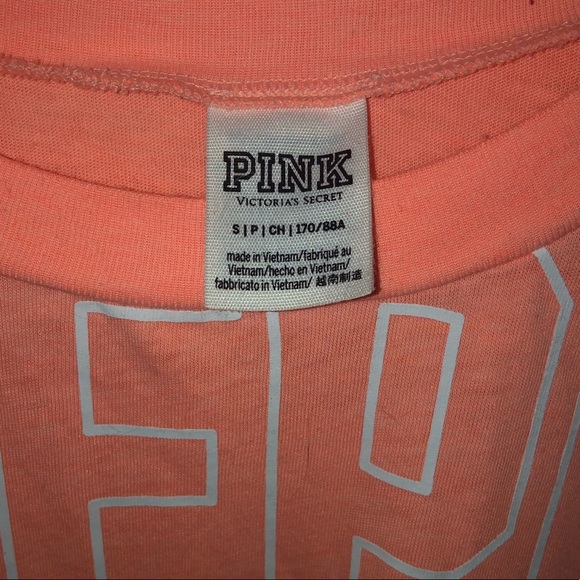 PINK
VICTORIA'S SECRET
S | P | CH | 170/88A
made in Vietnam/fabriqué au
Vietnam/hecho en Vietnam/
fabbricato in Vietnam/ 越南制造